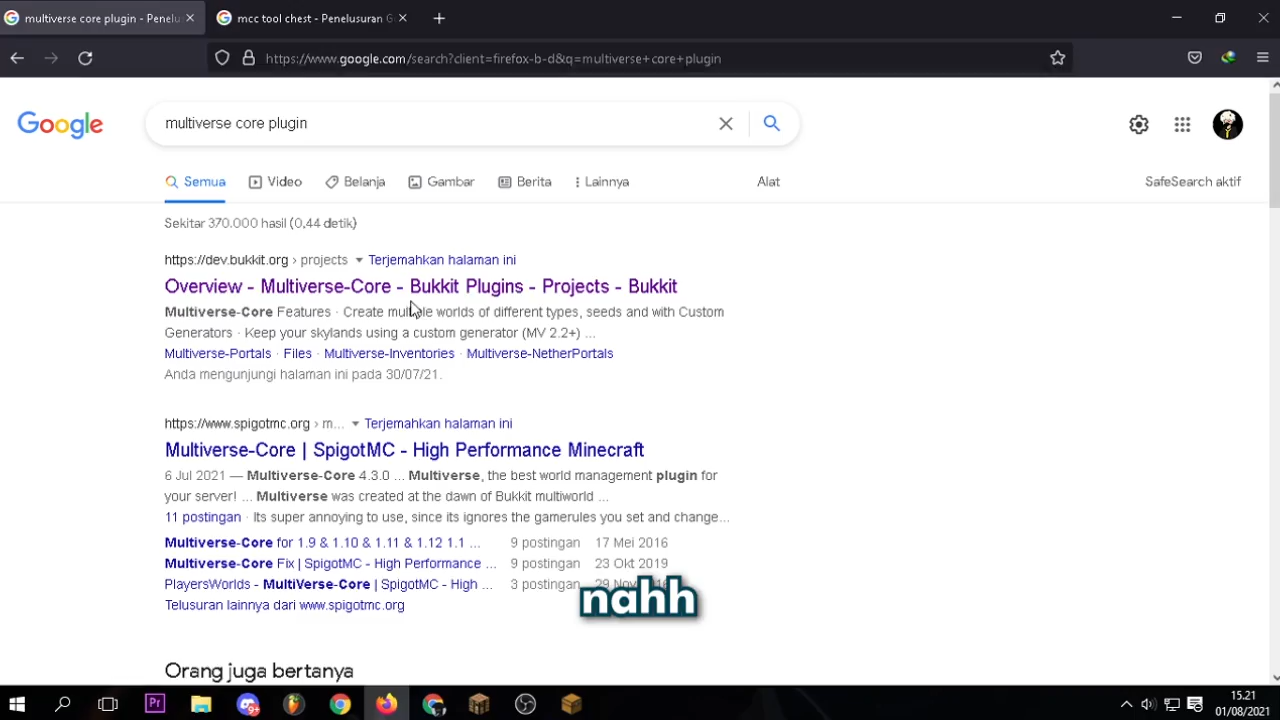 multiverse core plugin - Penelu
mcc tool chest - Penelusuran G
https://www.google.com/search?client=firefox-b-d&q=multiverse+core+plugin
Google
multiverse core plugin
Semua
Video
Belanja
Gambar
Berita
Lainnya
Alat
SafeSearch aktif
Sekitar 370.000 hasil (0,44 detik)
https://dev.bukkit.org › projects Terjemahkan halaman ini
Overview - Multiverse-Core - Bukkit Plugins - Projects - Bukkit
Multiverse-Core Features · Create multiple worlds of different types, seeds and with Custom
Generators · Keep your skylands using a custom generator (MV 2.2+) ...
Multiverse-Portals · Files · Multiverse-Inventories · Multiverse-NetherPortals
Anda mengunjungi halaman ini pada 30/07/21.
https://www.spigotmc.org › m... Terjemahkan halaman ini
Multiverse-Core | SpigotMC - High Performance Minecraft
6 Jul 2021 — Multiverse-Core 4.3.0 ... Multiverse, the best world management plugin for
your server! ... Multiverse was created at the dawn of Bukkit multiworld ...
11 postingan · Its super annoying to use, since its ignores the gamerules you set and change...
Multiverse-Core for 1.9 & 1.10 & 1.11 & 1.12 1.1 ... 9 postingan 17 Mei 2016
Multiverse-Core Fix | SpigotMC - High Performance ... 9 postingan 23 Okt 2019
PlayersWorlds - MultiVerse-Core | SpigotMC - High ... 3 postingan 29 Nov
nahh
Telusuran lainnya dari www.spigotmc.org
Orang juga bertanya
Pr
15.21
01/08/2021